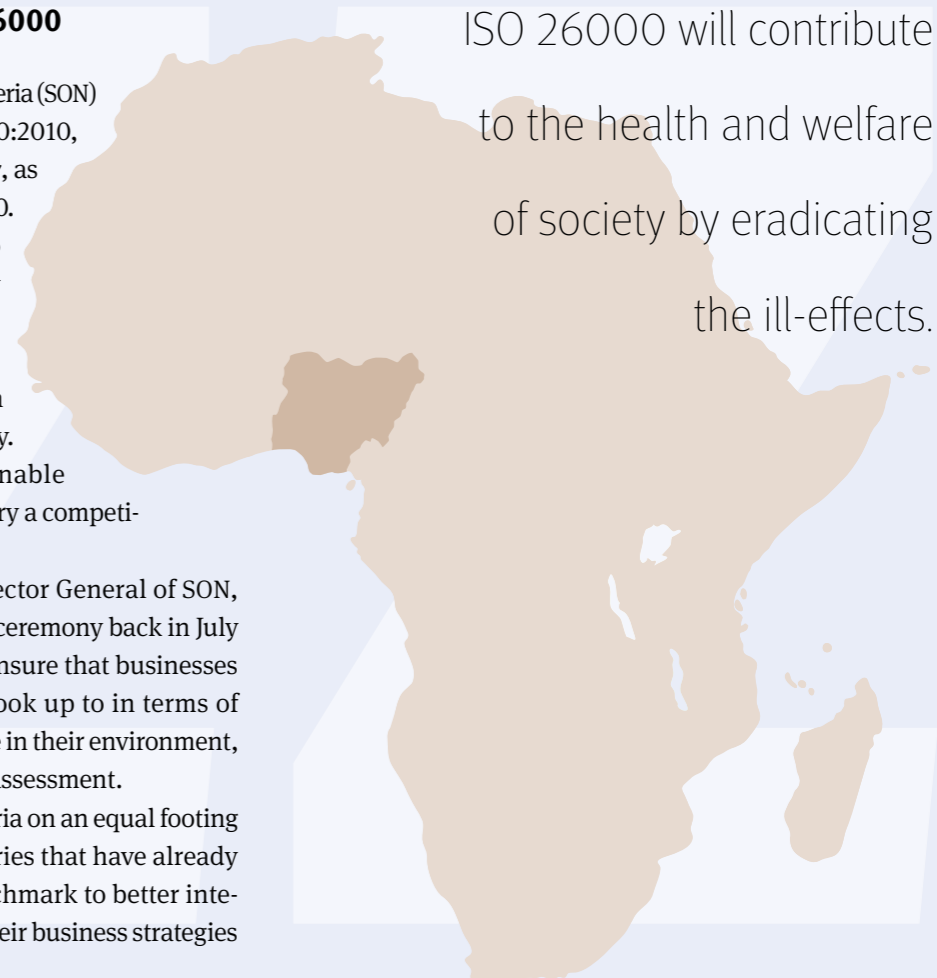 6000
eria (SON)
0:2010,
, as
0.
y.
nable
ry a competi-
ector General of SON,
ceremony back in July
nsure that businesses
ook up to in terms of
e in their environment,
assessment.
ria on an equal footing
ries that have already
chmark to better inte-
eir business strategies
ISO 26000 will contribute
to the health and welfare
of society by eradicating
the ill-effects.